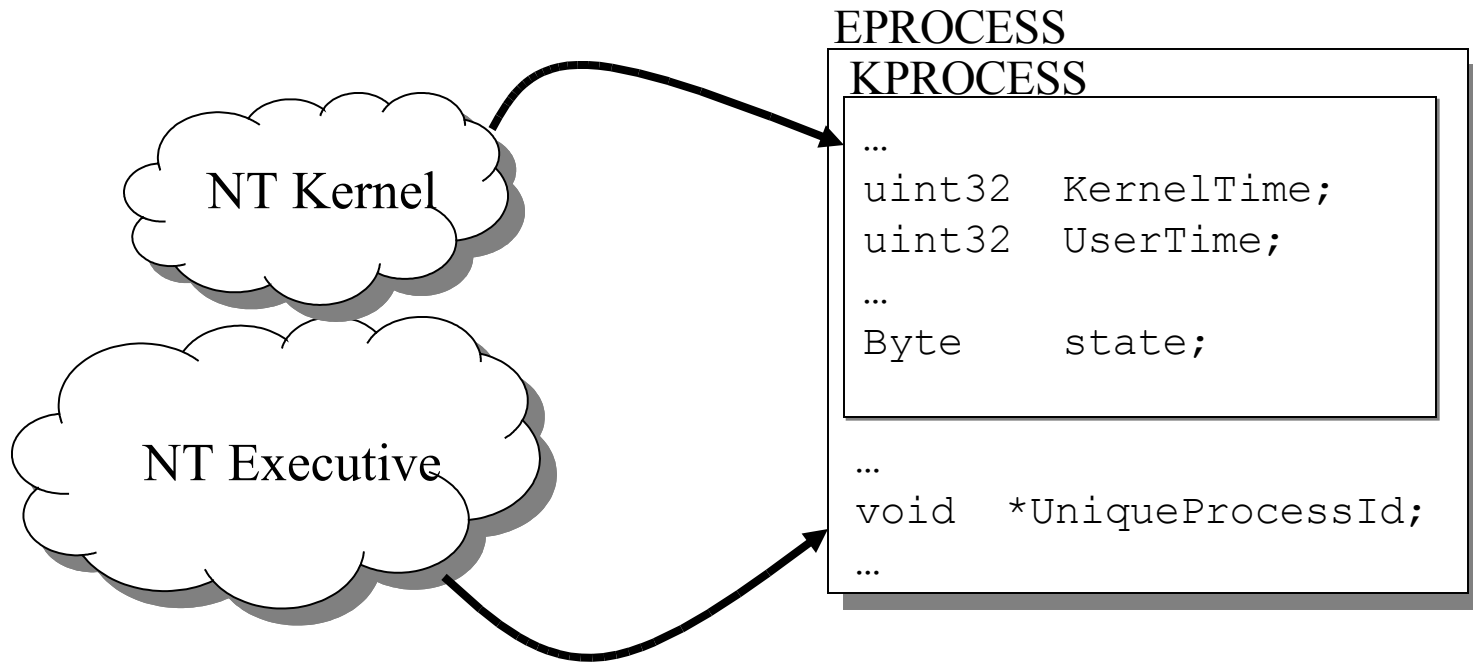 EPROCESS
KPROCESS
NT Kernel
…
uint32 KernelTime;
uint32 UserTime;
…
Byte state;
NT Executive
…
void *UniqueProcessId;
…